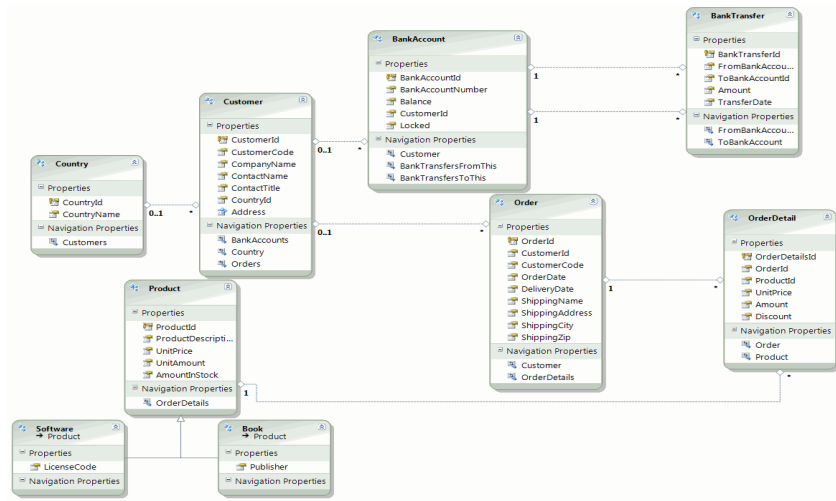 BankTransfer
Properties
BankTransferId
FromBankAccou...
ToBankAccountId
Amount
TransferDate
Navigation Properties
FromBankAccou...
ToBankAccount
BankAccount
Properties
BankAccountId
BankAccountNumber
Balance
CustomerId
Locked
Navigation Properties
Customer
BankTransfersFromThis
BankTransfersToThis
1
*
1
*
Customer
Properties
CustomerId
CustomerCode
CompanyName
ContactName
ContactTitle
CountryId
Address
Navigation Properties
BankAccounts
Country
Orders
0..1
*
0..1
*
Country
Properties
CountryId
CountryName
Navigation Properties
Customers
0..1
*
Order
Properties
OrderId
CustomerId
CustomerCode
OrderDate
DeliveryDate
ShippingName
ShippingAddress
ShippingCity
ShippingZip
Navigation Properties
Customer
OrderDetails
1
*
OrderDetail
Properties
OrderDetailsId
OrderId
ProductId
UnitPrice
Amount
Discount
Navigation Properties
Order
Product
*
Product
Properties
ProductId
ProductDescripti...
UnitPrice
UnitAmount
AmountInStock
Navigation Properties
OrderDetails
1
Software
Product
Properties
LicenseCode
Navigation Properties
Book
Product
Properties
Publisher
Navigation Properties